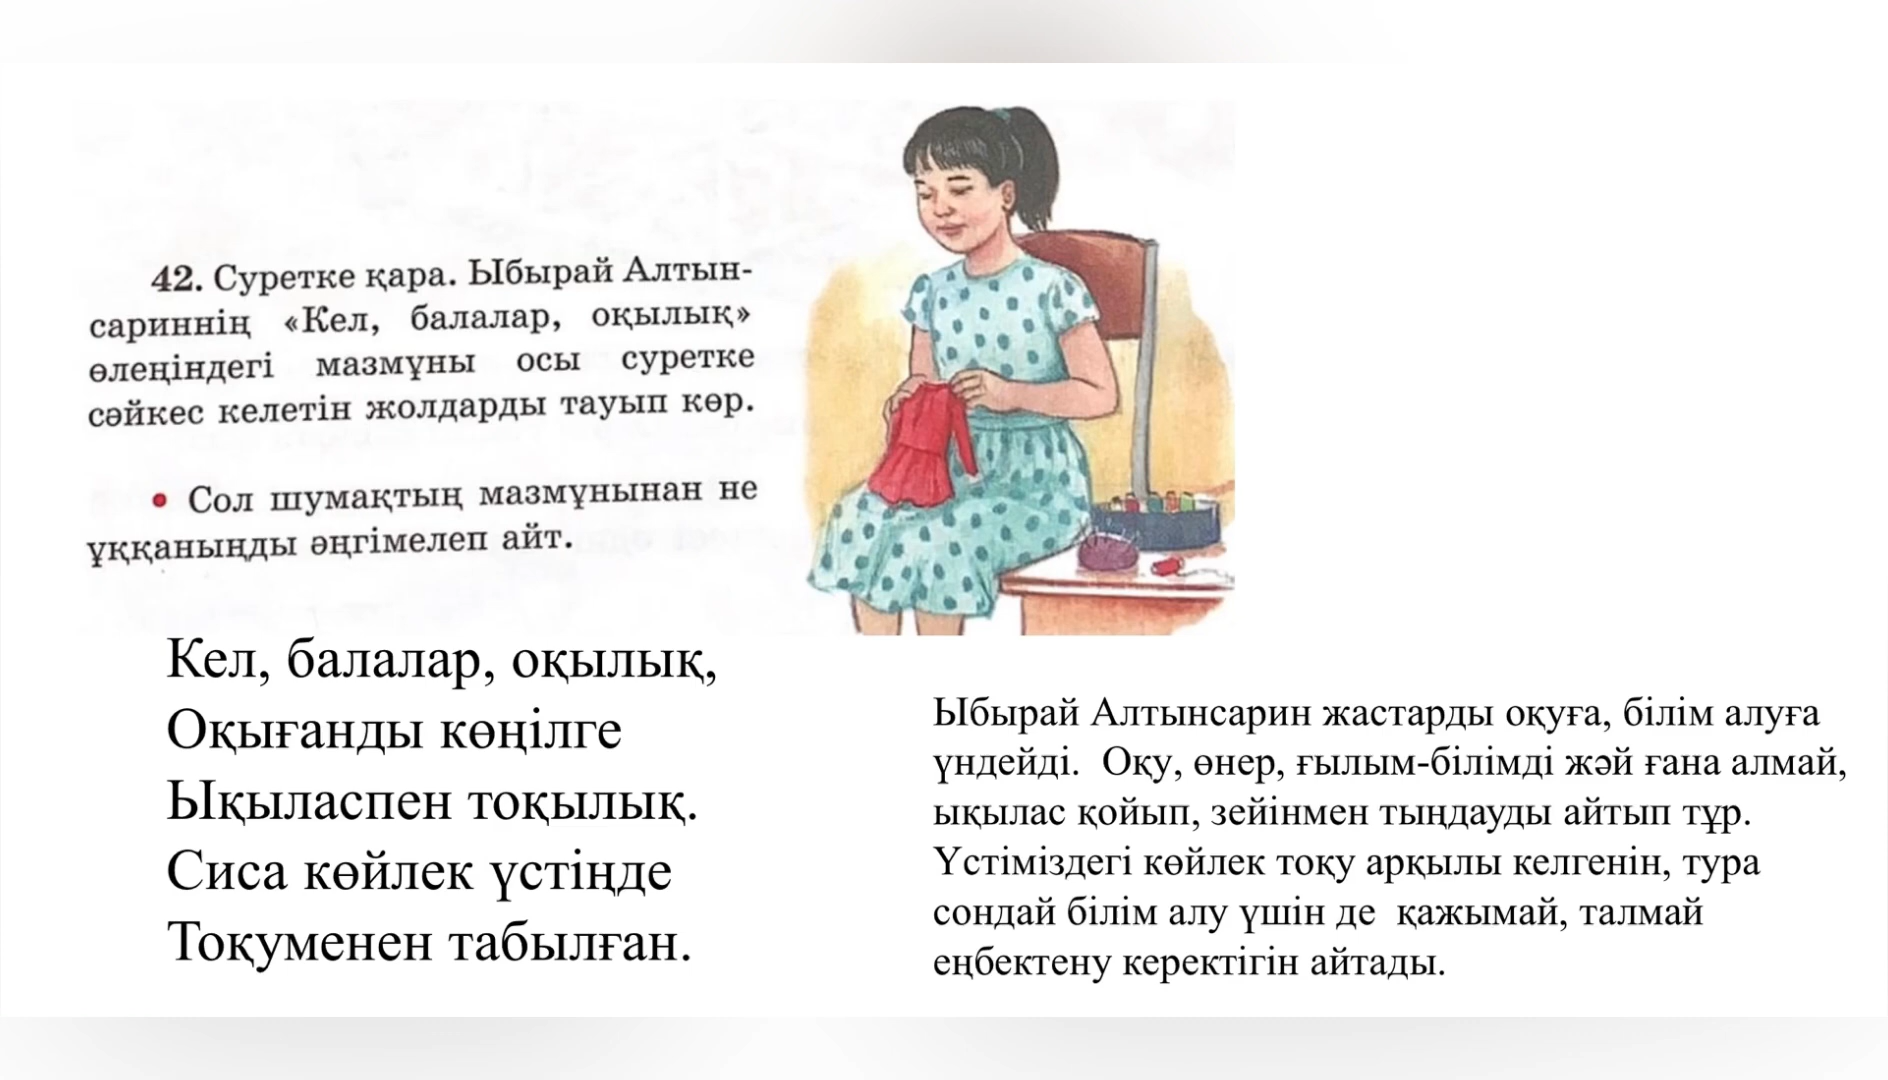 42. Суретке қара. Ыбырай Алтын-
сариннің «Кел, балалар, оқылық»
өлеңіндегі мазмұны осы суретке
сәйкес келетін жолдарды тауып көр.
• Сол шумақтың мазмұнынан не
ұққаныңды әңгімелеп айт.
Кел, балалар, оқылық,
Оқығанды көңілге
Ықыласпен тоқылық.
Сиса көйлек үстіңде
Тоқуменен табылған.
Ыбырай Алтынсарин жастарды оқуға, білім алуға
үндейді. Оқу, өнер, ғылым-білімді жәй ғана алмай,
ықылас қойып, зейінмен тыңдауды айтып тұр.
Үстіміздегі көйлек тоқу арқылы келгенін, тура
сондай білім алу үшін де қажымай, талмай
еңбектену керектігін айтады.